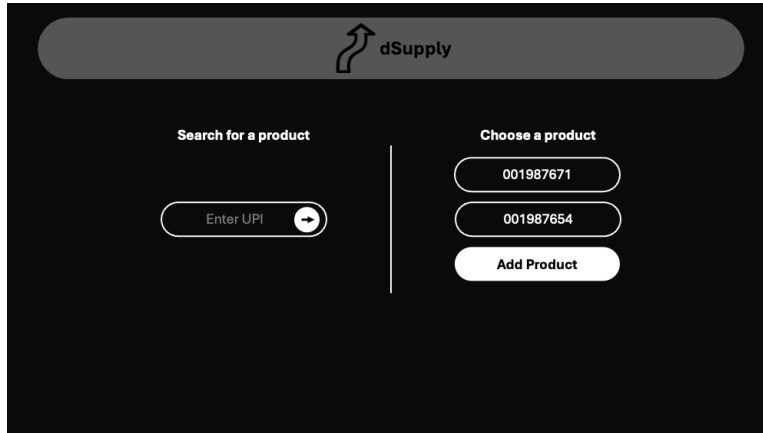 dSupply
Search for a product
Enter UPI
Choose a product
001987671
001987654
Add Product